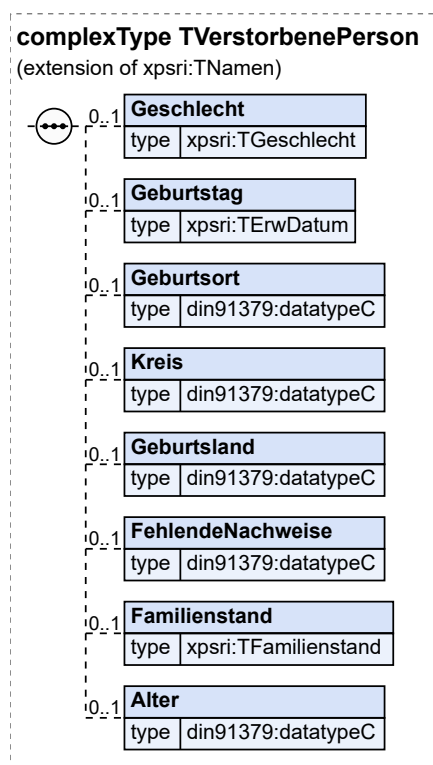 complexType TVerstorbenePerson
(extension of xpsri:TNamen)
0..1 Geschlecht
type xpsri:TGeschlecht
0..1 Geburtstag
type xpsri:TErwDatum
0..1 Geburtsort
type din91379:datatypeC
0..1 Kreis
type din91379:datatypeC
0..1 Geburtsland
type din91379:datatypeC
0..1 FehlendeNachweise
type din91379:datatypeC
0..1 Familienstand
type xpsri:TFamilienstand
0..1 Alter
type din91379:datatypeC